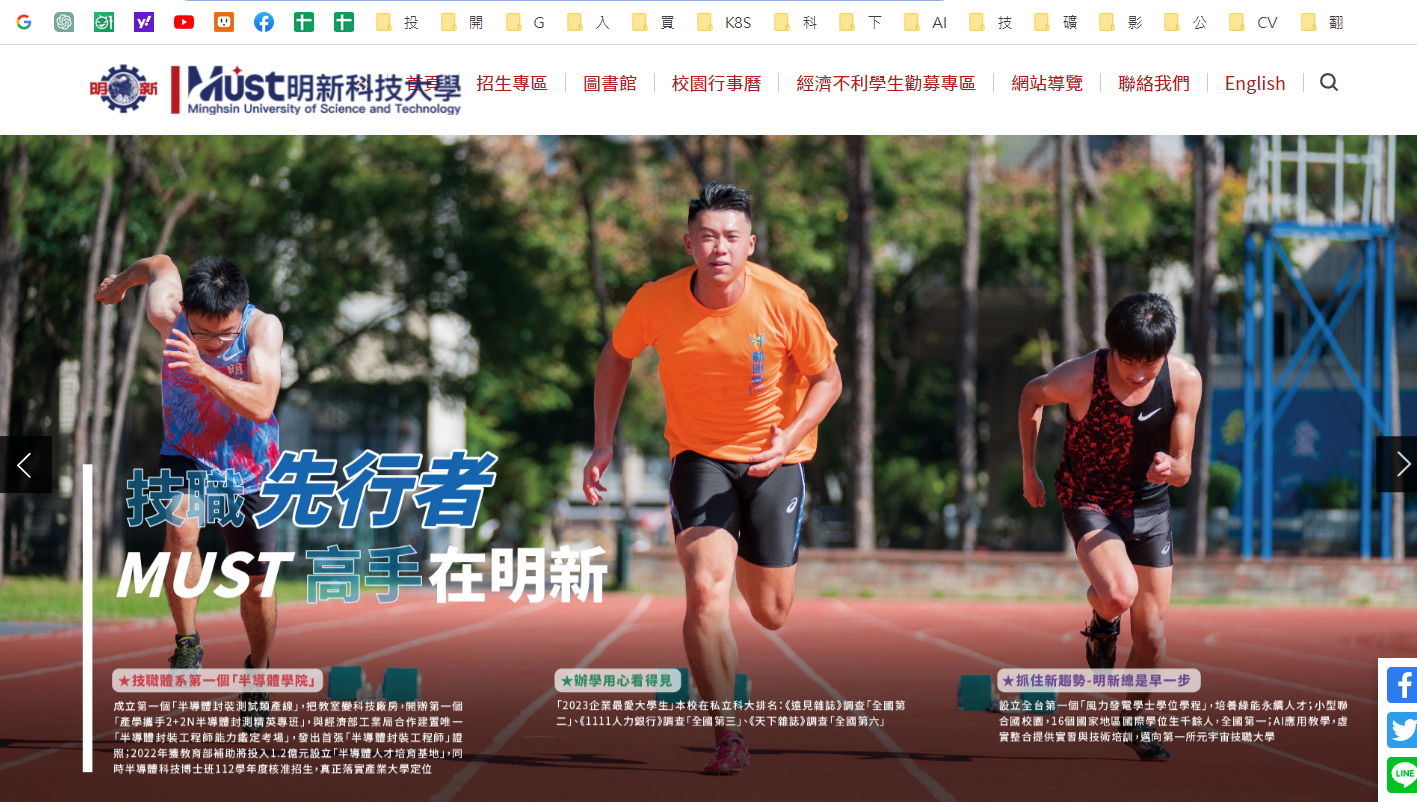 投 開 G 入 買 K8S 科 下 AI 技 礦 影 公 CV 翻
明新 MUST明新科技大學
Minghsin University of Science and Technology
首頁 招生專區 圖書館 校園行事曆 經濟不利學生勸募專區 網站導覽 聯絡我們 English
技職先行者
MUST高手在明新
★技職體系第一個「半導體學院」
成立第一個「半導體封裝測試類產線」,把教室變科技廠房,開辦第一個
「產學攜手2+2N半導體封測精英專班」,與經濟部工業局合作建置唯一
「半導體封裝工程師能力鑑定考場」,發出首張「半導體封裝工程師」證
照;2022年獲教育部補助將投入1.2億元設立「半導體人才培育基地」,同
時半導體科技博士班112學年度核准招生,真正落實產業大學定位
★辦學用心看得見
「2023企業最愛大學生」本校在私立科大排名:《遠見雜誌》調查「全國第
二」、《1111人力銀行》調查「全國第三」、《天下雜誌》調查「全國第六」
★抓住新趨勢-明新總是早一步
設立全台第一個「風力發電學士學位學程」,培養綠能永續人才;小型聯
合國校園,16個國家地區國際學位生千餘人,全國第一;AI應用教學,虛
實整合提供實習與技術培訓,邁向第一所元宇宙技職大學
LINE